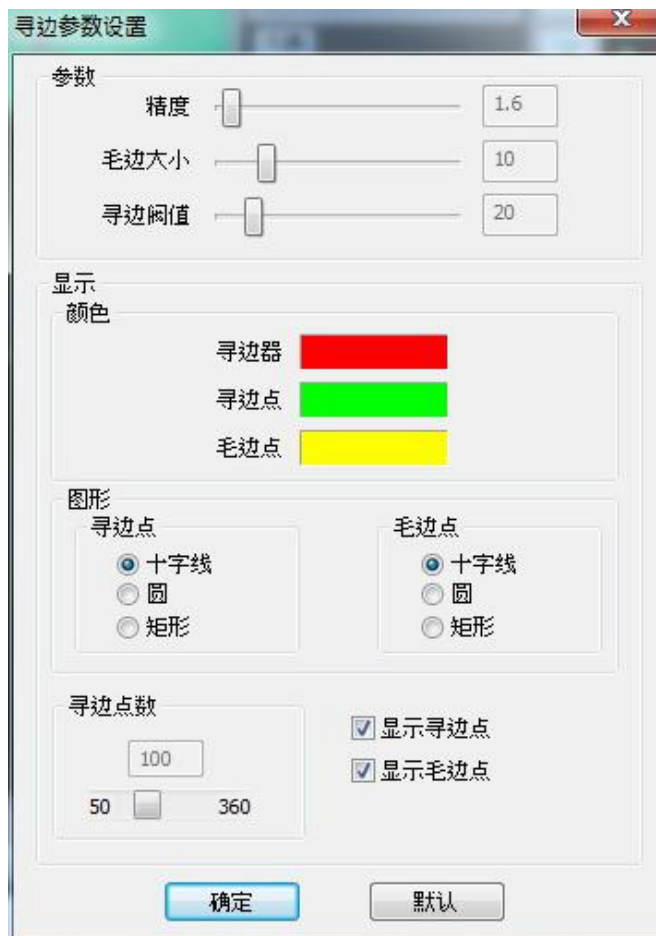 寻边参数设置
参数
精度 1.6
毛边大小 10
寻边阀值 20
显示
颜色
寻边器
寻边点
毛边点
图形
寻边点 毛边点
十字线 十字线
圆 圆
矩形 矩形
寻边点数
显示寻边点
100
显示毛边点
50 360
确定 默认